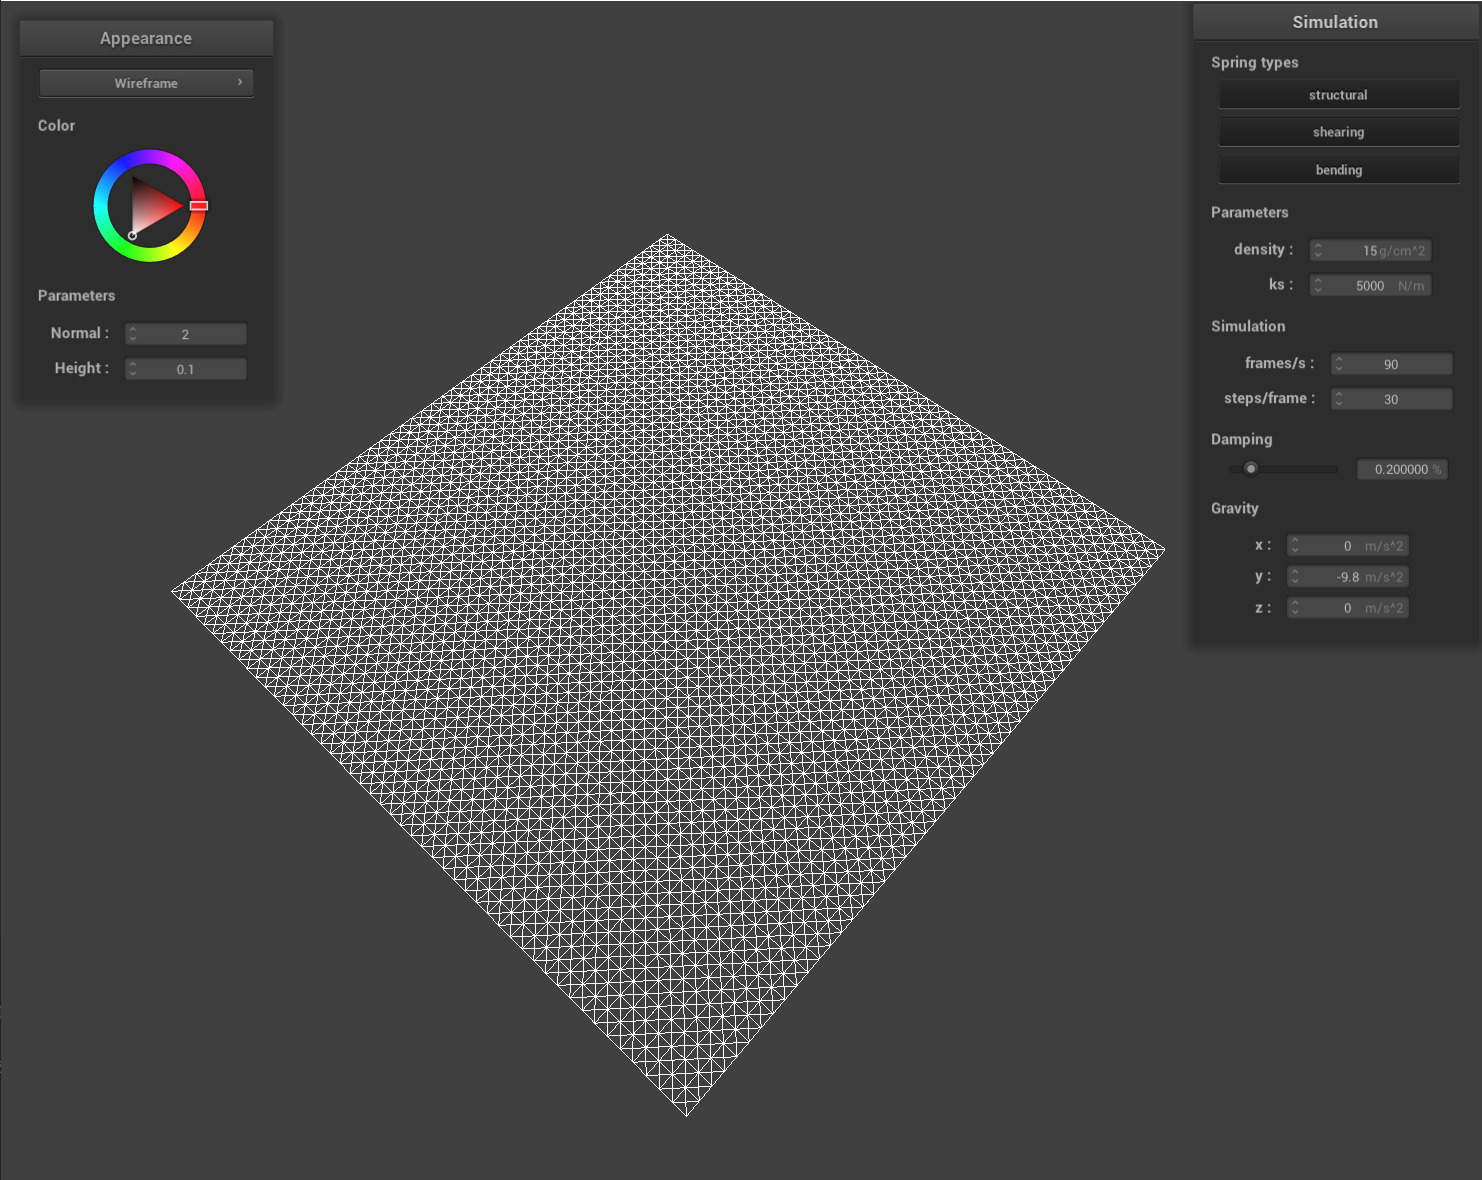 Appearance
Wireframe
Color
Parameters
Normal : 2
Height : 0.1
Simulation
Spring types
structural
shearing
bending
Parameters
density : 15 g/cm^2
ks : 5000 N/m
Simulation
frames/s : 90
steps/frame : 30
Damping
0.200000 %
Gravity
x : 0 m/s^2
y : -9.8 m/s^2
z : 0 m/s^2